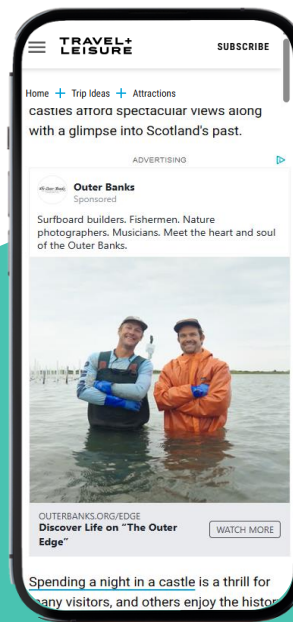 TRAVEL+
LEISURE
SUBSCRIBE
Home + Trip Ideas + Attractions
castles afford spectacular views along
with a glimpse into Scotland's past.
ADVERTISING
Outer Banks
Sponsored
Surfboard builders. Fishermen. Nature
photographers. Musicians. Meet the heart and soul
of the Outer Banks.
OUTERBANKS.ORG/EDGE
Discover Life on “The Outer
Edge”
WATCH MORE
Spending a night in a castle is a thrill for
many visitors, and others enjoy the histor